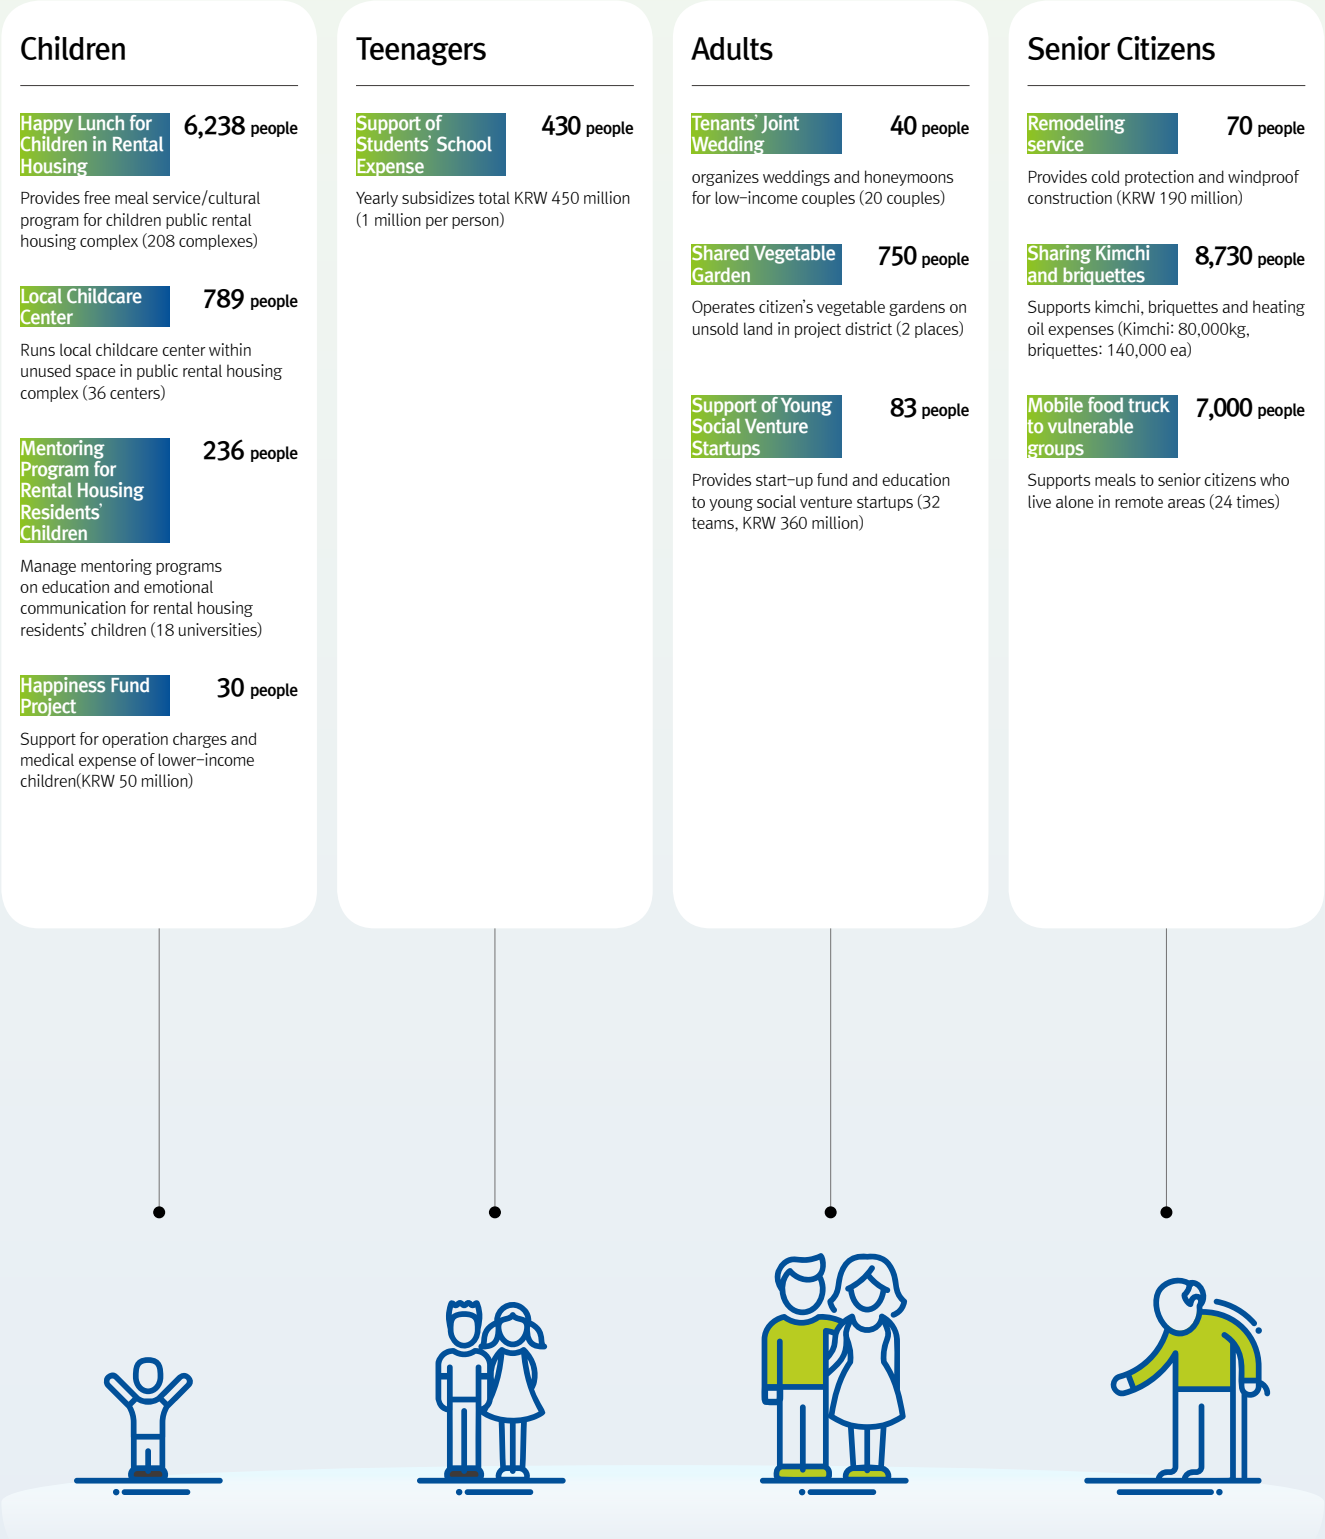 Children
Happy Lunch for
Children in Rental
Housing
6,238 people
Provides free meal service/cultural
program for children public rental
housing complex (208 complexes)
Local Childcare
Center
789 people
Runs local childcare center within
unused space in public rental housing
complex (36 centers)
Mentoring
Program for
Rental Housing
Residents’
Children
236 people
Manage mentoring programs
on education and emotional
communication for rental housing
residents’ children (18 universities)
Happiness Fund
Project
30 people
Support for operation charges and
medical expense of lower-income
children(KRW 50 million)
Teenagers
Support of
Students’ School
Expense
430 people
Yearly subsidizes total KRW 450 million
(1 million per person)
Adults
Tenants’ Joint
Wedding
40 people
organizes weddings and honeymoons
for low-income couples (20 couples)
Shared Vegetable
Garden
750 people
Operates citizen’s vegetable gardens on
unsold land in project district (2 places)
Support of Young
Social Venture
Startups
83 people
Provides start-up fund and education
to young social venture startups (32
teams, KRW 360 million)
Senior Citizens
Remodeling
service
70 people
Provides cold protection and windproof
construction (KRW 190 million)
Sharing Kimchi
and briquettes
8,730 people
Supports kimchi, briquettes and heating
oil expenses (Kimchi: 80,000kg,
briquettes: 140,000 ea)
Mobile food truck
to vulnerable
groups
7,000 people
Supports meals to senior citizens who
live alone in remote areas (24 times)